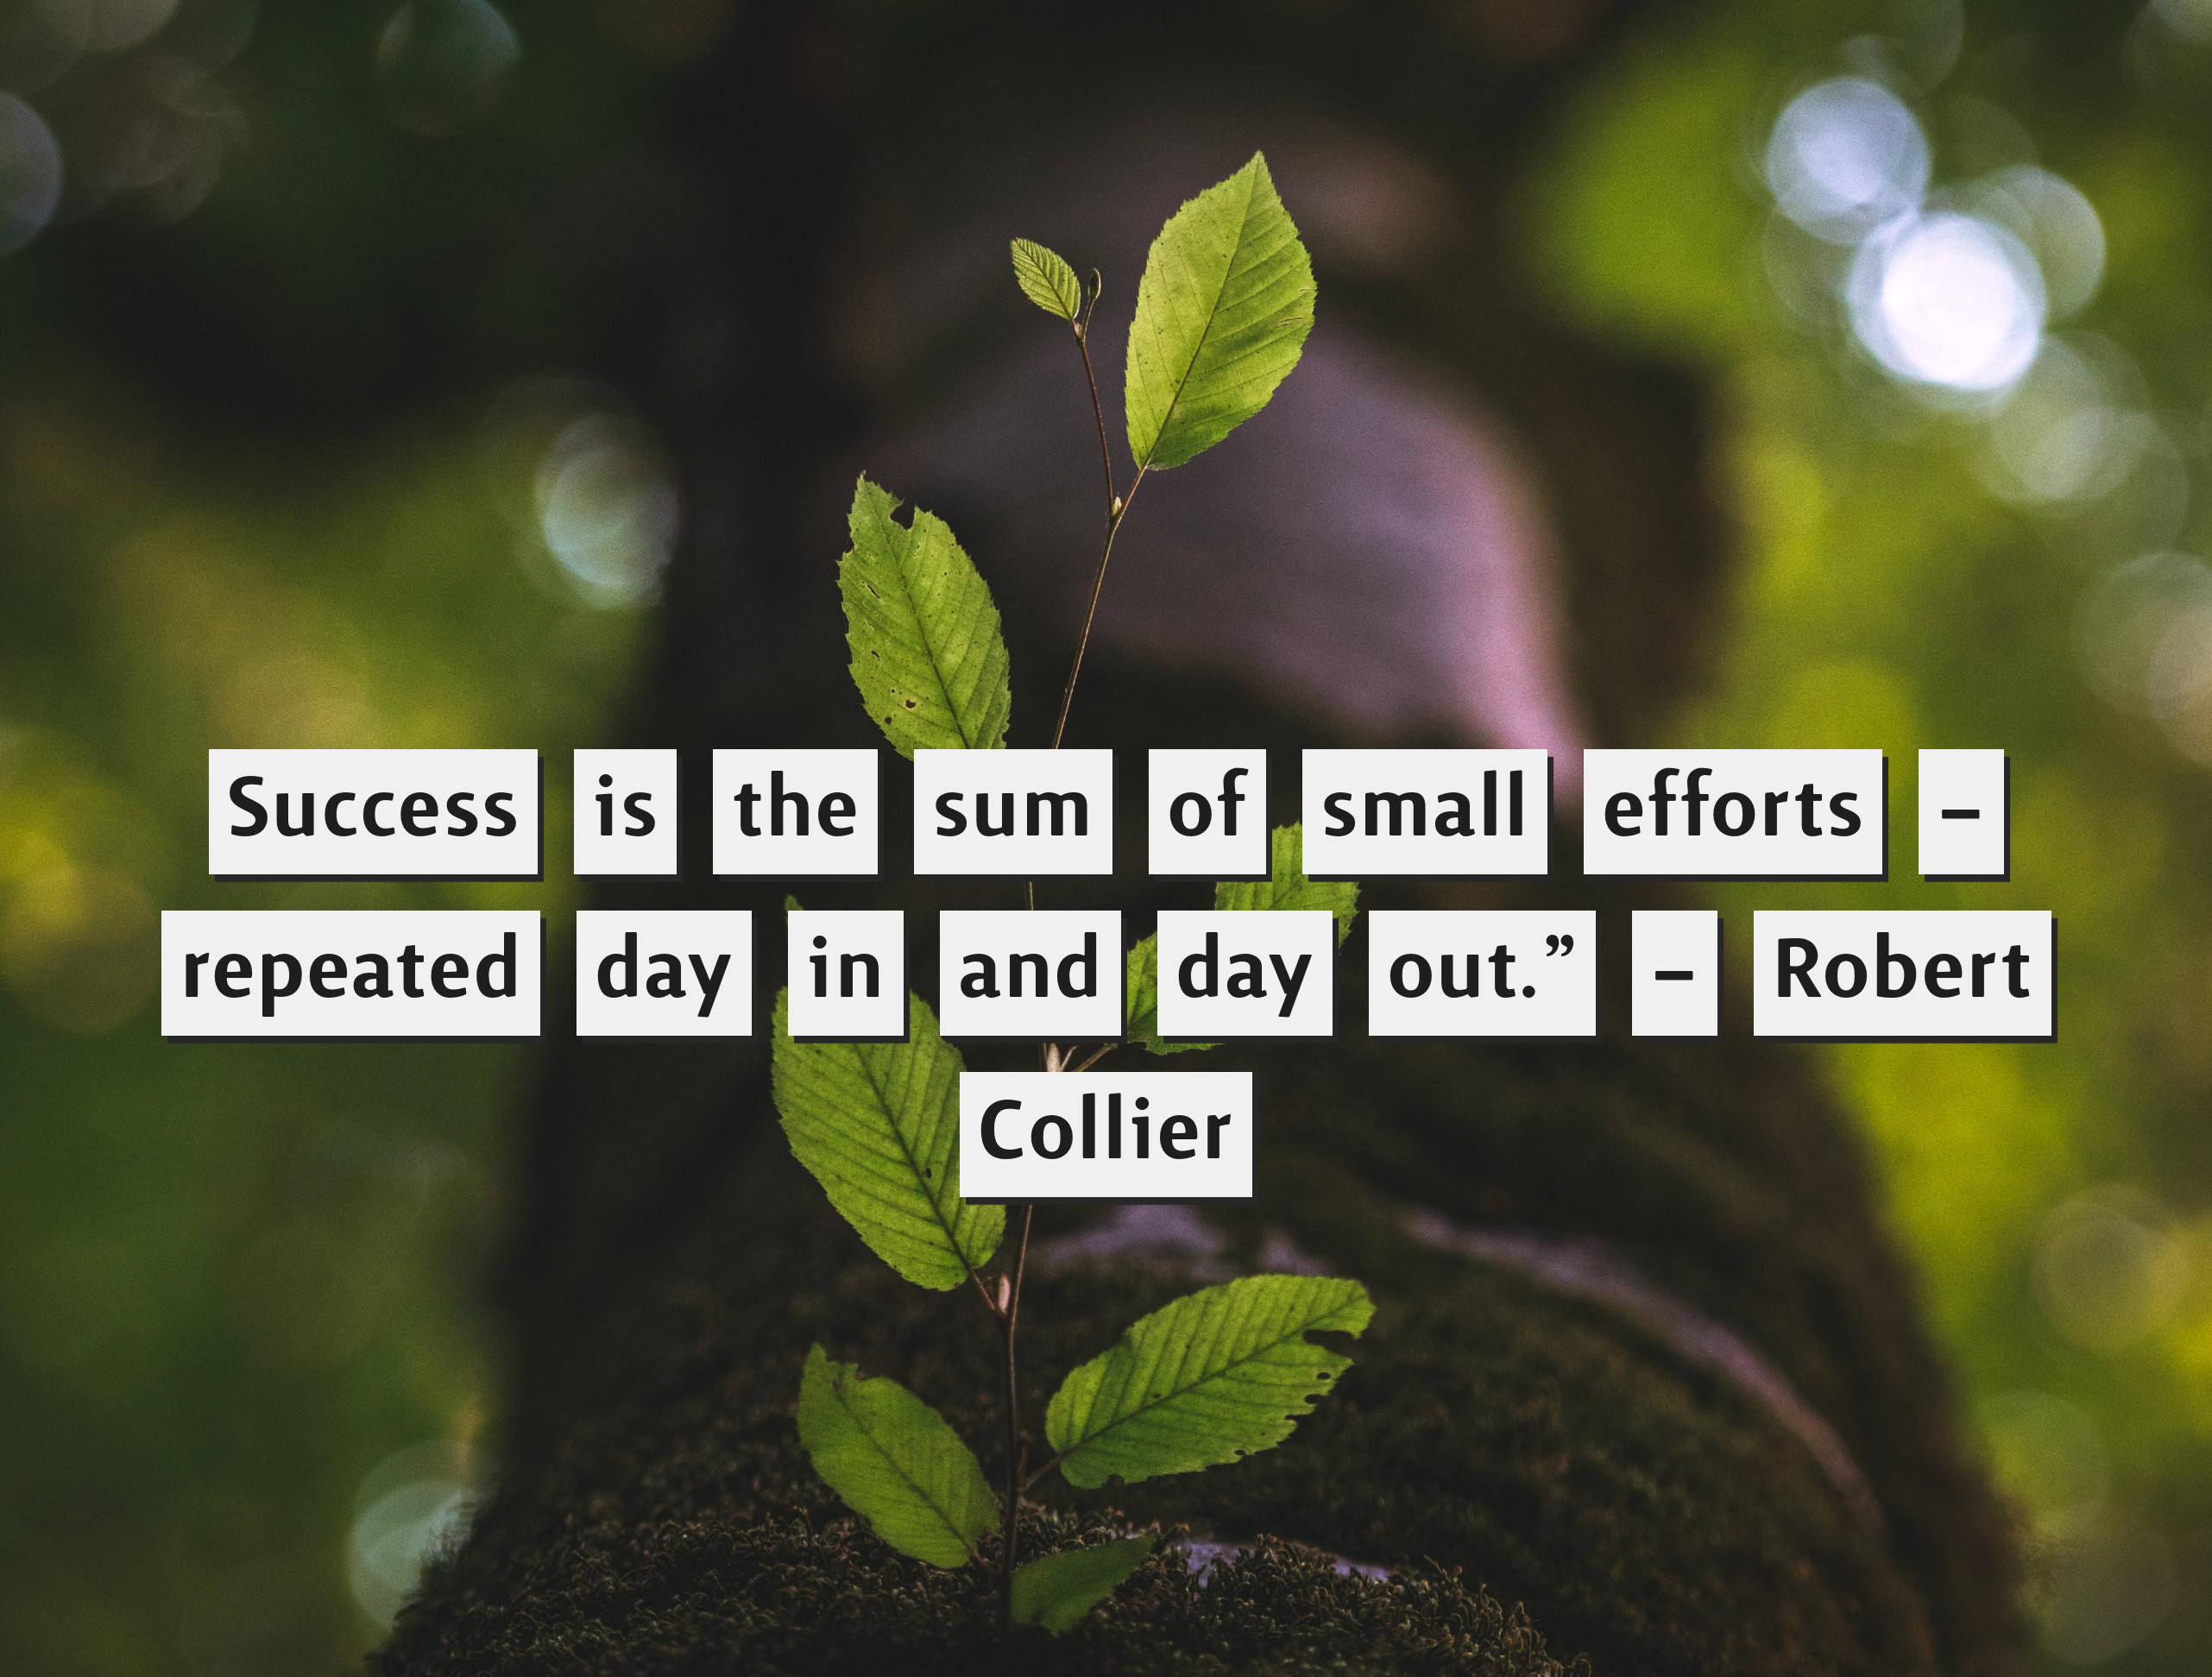 Success is the sum of small efforts –
repeated day in and day out.” – Robert
Collier